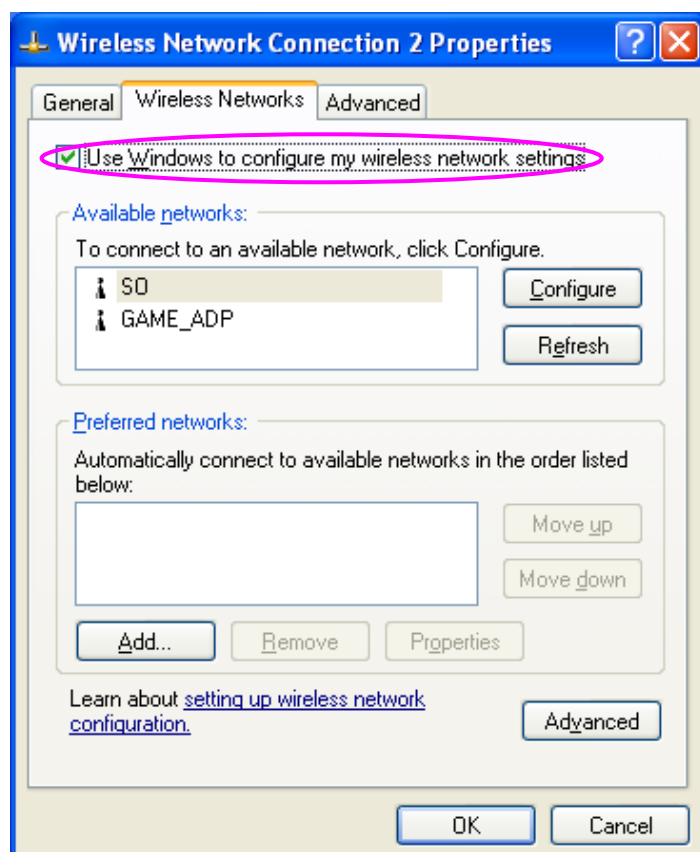 Wireless Network Connection 2 Properties
General Wireless Networks Advanced
Use Windows to configure my wireless network settings
Available networks:
To connect to an available network, click Configure.
SO
GAME_ADP
Configure
Refresh
Preferred networks:
Automatically connect to available networks in the order listed
below:
Move up
Move down
Add... Remove Properties
Learn about setting up wireless network
configuration.
Advanced
OK Cancel